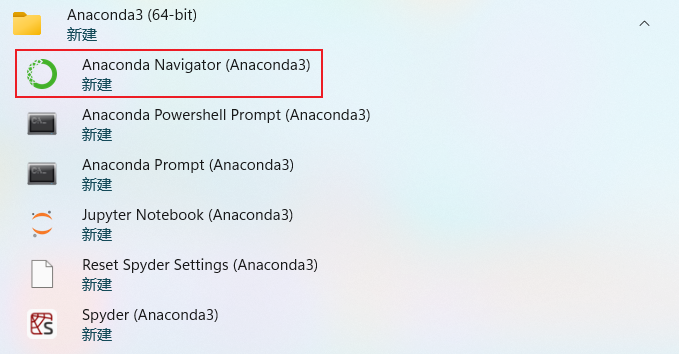 Anaconda3 (64-bit)
新建
Anaconda Navigator (Anaconda3)
新建
Anaconda Powershell Prompt (Anaconda3)
新建
Anaconda Prompt (Anaconda3)
新建
Jupyter Notebook (Anaconda3)
新建
Reset Spyder Settings (Anaconda3)
新建
Spyder (Anaconda3)
新建